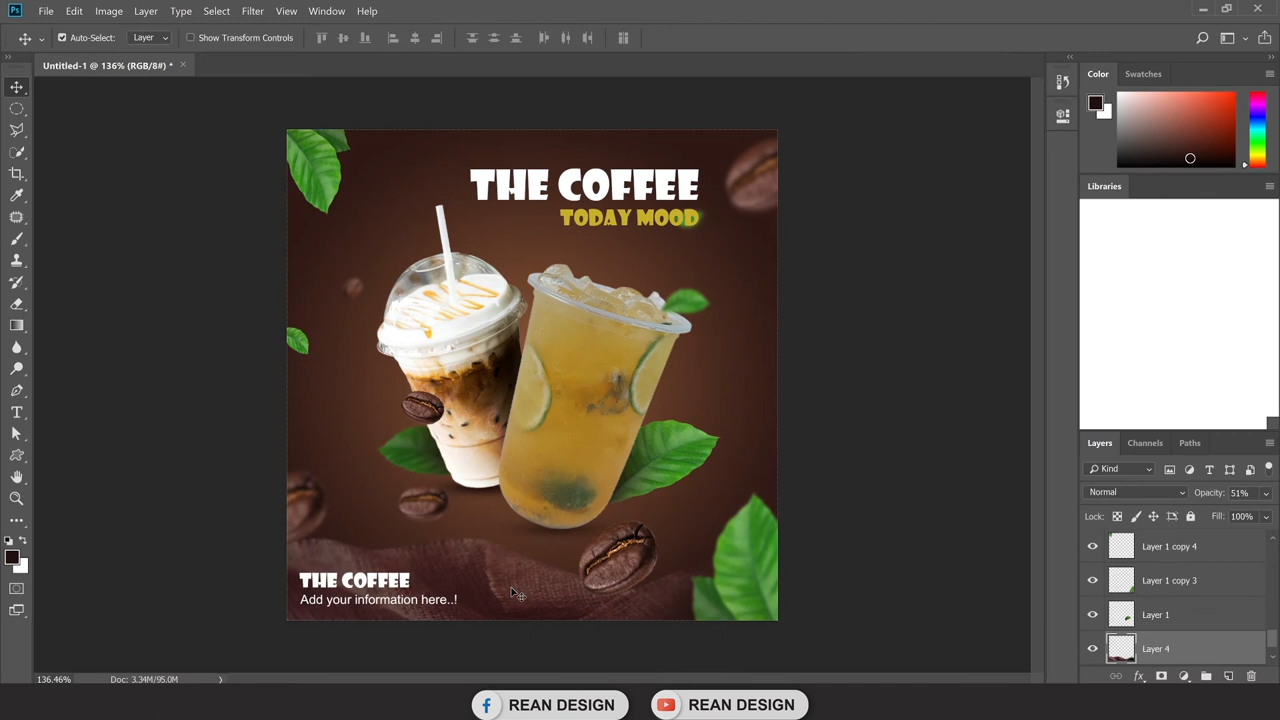 Ps File Edit Image Layer Type Select Filter View Window Help
Auto-Select: Layer Show Transform Controls
Untitled-1 @ 136% (RGB/8#) *
Color Swatches
THE COFFEE
TODAY MOOD
Libraries
Layers Channels Paths
Kind
Normal Opacity: 51%
Lock: Fill: 100%
Layer 1 copy 4
Layer 1 copy 3
Layer 1
Layer 4
THE COFFEE
Add your information here..!
136.46% Doc: 3.34M/95.0M
REAN DESIGN REAN DESIGN